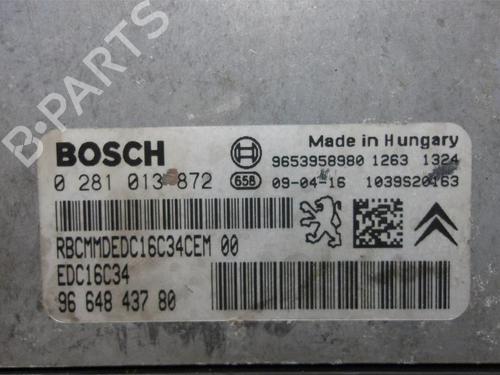 B-PARTS
BOSCH
Made in Hungary
9653958980 1263 1324
0 281 013 872 65B 09-04-16 1039S20163
RBCMMDEDC16C34CEM 00
EDC16C34
96 648 437 80